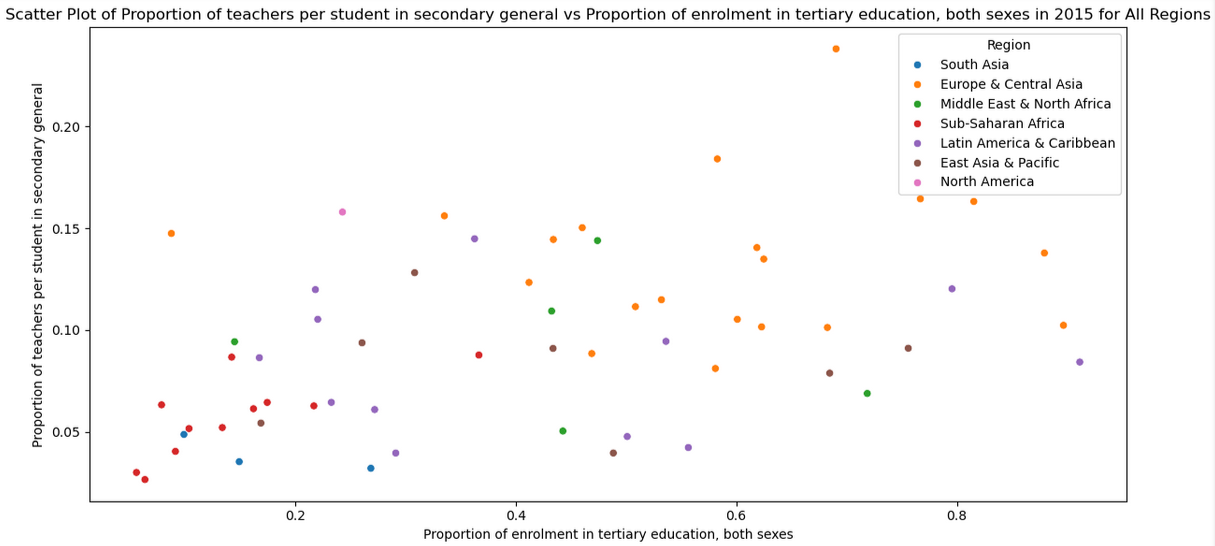 Scatter Plot of Proportion of teachers per student in secondary general vs Proportion of enrolment in tertiary education, both sexes in 2015 for All Regions
Region
South Asia
Europe & Central Asia
Middle East & North Africa
Sub-Saharan Africa
Latin America & Caribbean
East Asia & Pacific
North America
Proportion of teachers per student in secondary general
0.20
0.15
0.10
0.05
0.2
0.4
0.6
0.8
Proportion of enrolment in tertiary education, both sexes